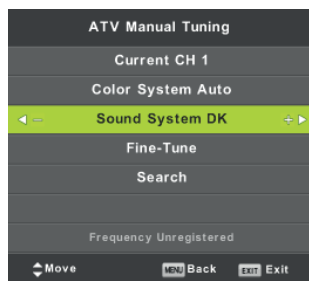 ATV Manual Tuning
Current CH 1
Color System Auto
Sound System DK
Fine-Tune
Search
Frequency Unregistered
Move MENU Back EXIT Exit